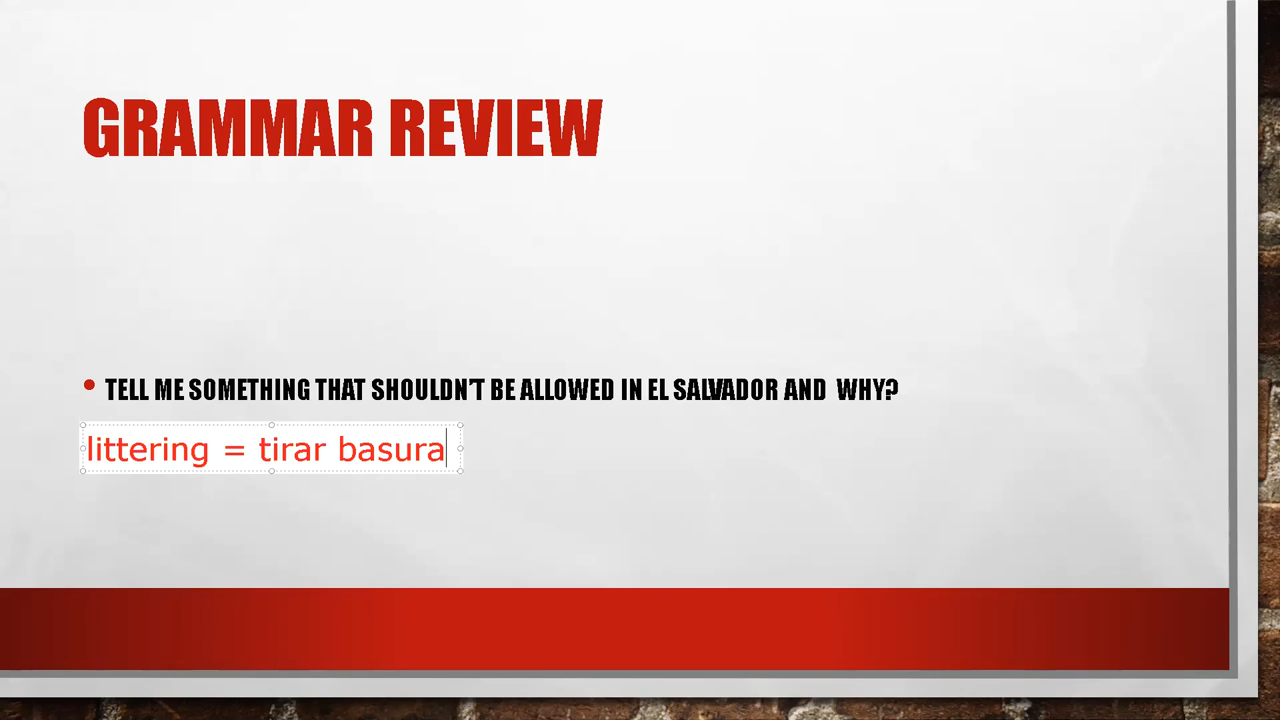 GRAMMAR REVIEW
• TELL ME SOMETHING THAT SHOULDN'T BE ALLOWED IN EL SALVADOR AND  WHY?
littering = tirar basura